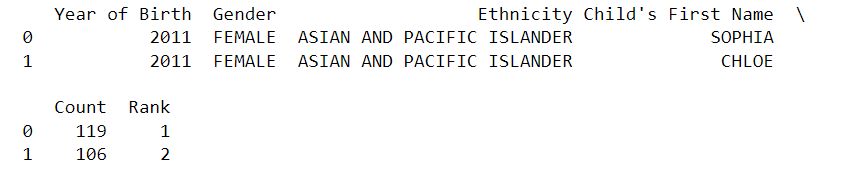 Year of Birth Gender Ethnicity Child's First Name \
0 2011 FEMALE ASIAN AND PACIFIC ISLANDER SOPHIA
1 2011 FEMALE ASIAN AND PACIFIC ISLANDER CHLOE
Count Rank
0 119 1
1 106 2